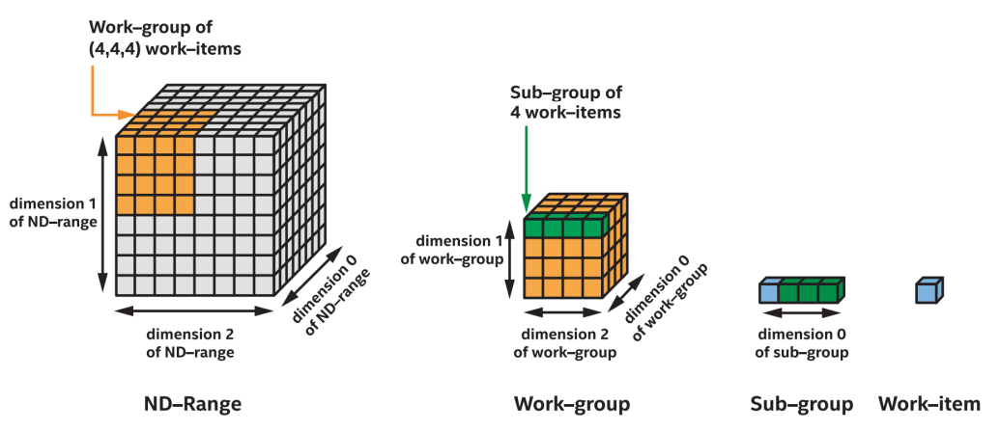 Work–group of
(4,4,4) work–items
dimension 1
of ND–range
dimension 0
of ND–range
dimension 2
of ND–range
ND–Range
Sub–group of
4 work–items
dimension 1
of work–group
dimension 0
of work–group
dimension 2
of work–group
Work–group
dimension 0
of sub–group
Sub–group
Work–item